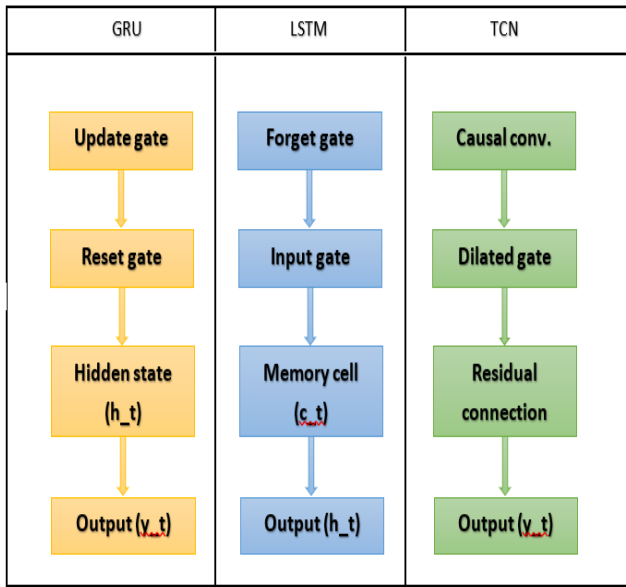 GRU
LSTM
TCN
Update gate
Forget gate
Causal conv.
Reset gate
Input gate
Dilated gate
Hidden state
(h_t)
Memory cell
(c_t)
Residual
connection
Output (y_t)
Output (h_t)
Output (y_t)